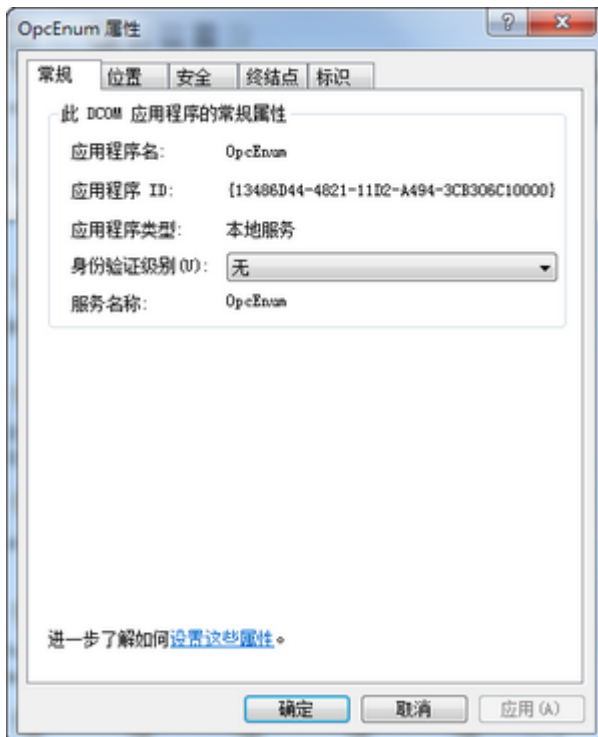 OpcEnum 属性
常规 位置 安全 终结点 标识
此 DCOM 应用程序的常规属性
应用程序名: OpcEnum
应用程序 ID: {13486D44-4821-11D2-A494-3CB306C10000}
应用程序类型: 本地服务
身份验证级别(U): 无
服务名称: OpcEnum
进一步了解如何设置这些属性。
确定 取消 应用(A)